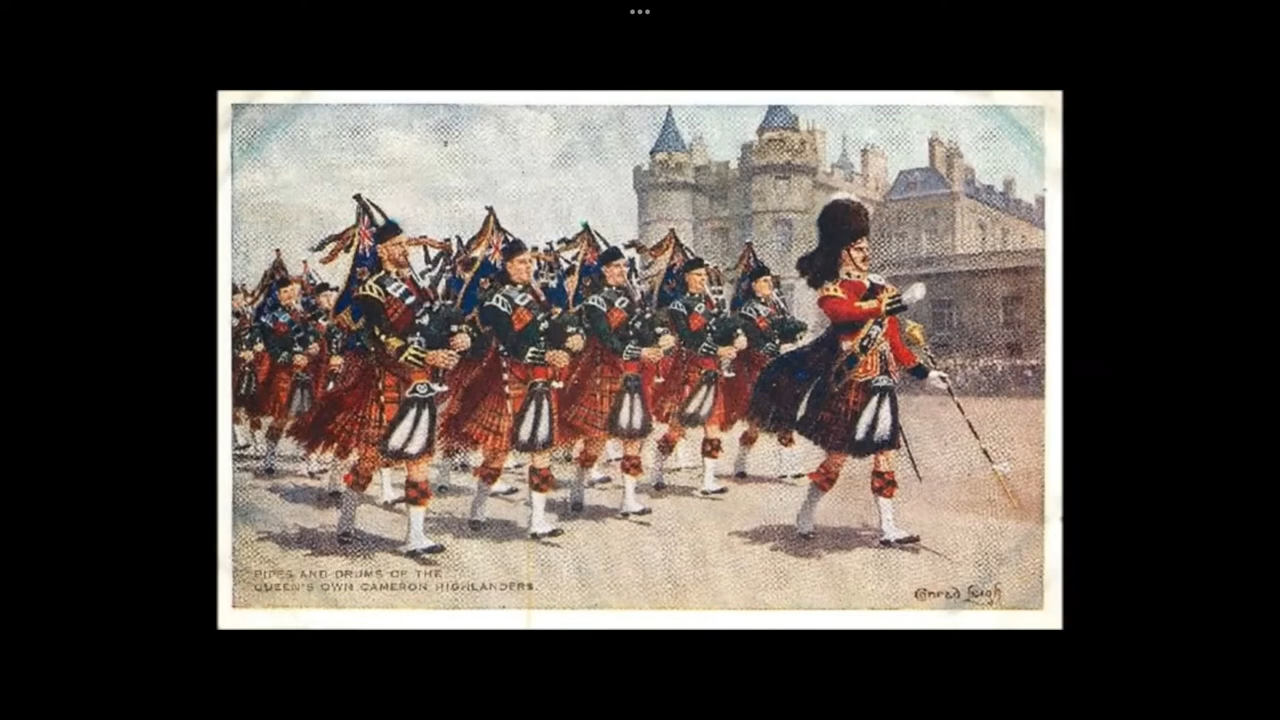 PIPES AND DRUMS OF THE
QUEEN'S OWN CAMERON HIGHLANDERS.
Conrad Leigh